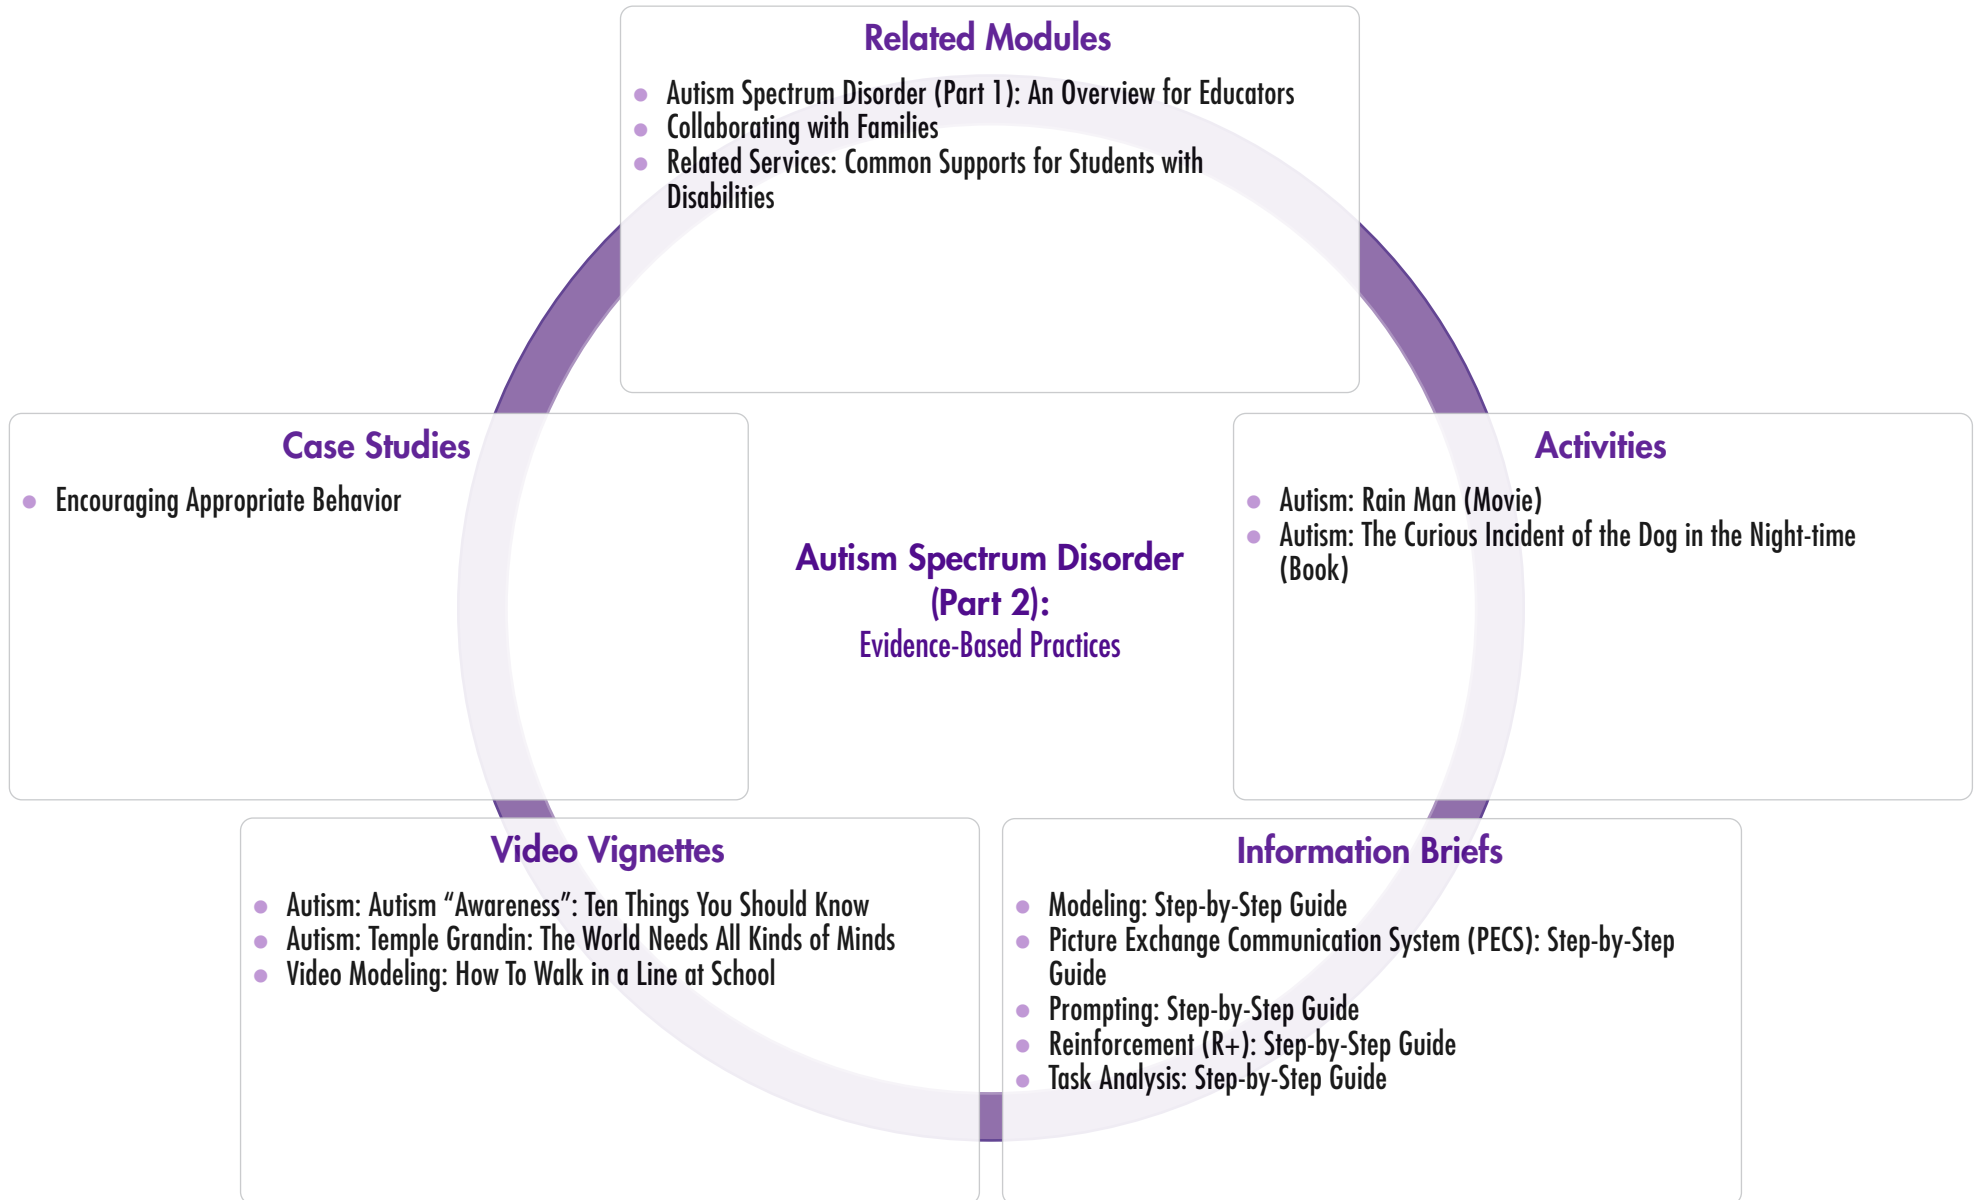 Related Modules
Autism Spectrum Disorder (Part 1): An Overview for Educators
Collaborating with Families
Related Services: Common Supports for Students with
Disabilities
Case Studies
Encouraging Appropriate Behavior
Autism Spectrum Disorder
(Part 2):
Evidence-Based Practices
Activities
Autism: Rain Man (Movie)
Autism: The Curious Incident of the Dog in the Night-time
(Book)
Video Vignettes
Autism: Autism “Awareness”: Ten Things You Should Know
Autism: Temple Grandin: The World Needs All Kinds of Minds
Video Modeling: How To Walk in a Line at School
Information Briefs
Modeling: Step-by-Step Guide
Picture Exchange Communication System (PECS): Step-by-Step
Guide
Prompting: Step-by-Step Guide
Reinforcement (R+): Step-by-Step Guide
Task Analysis: Step-by-Step Guide